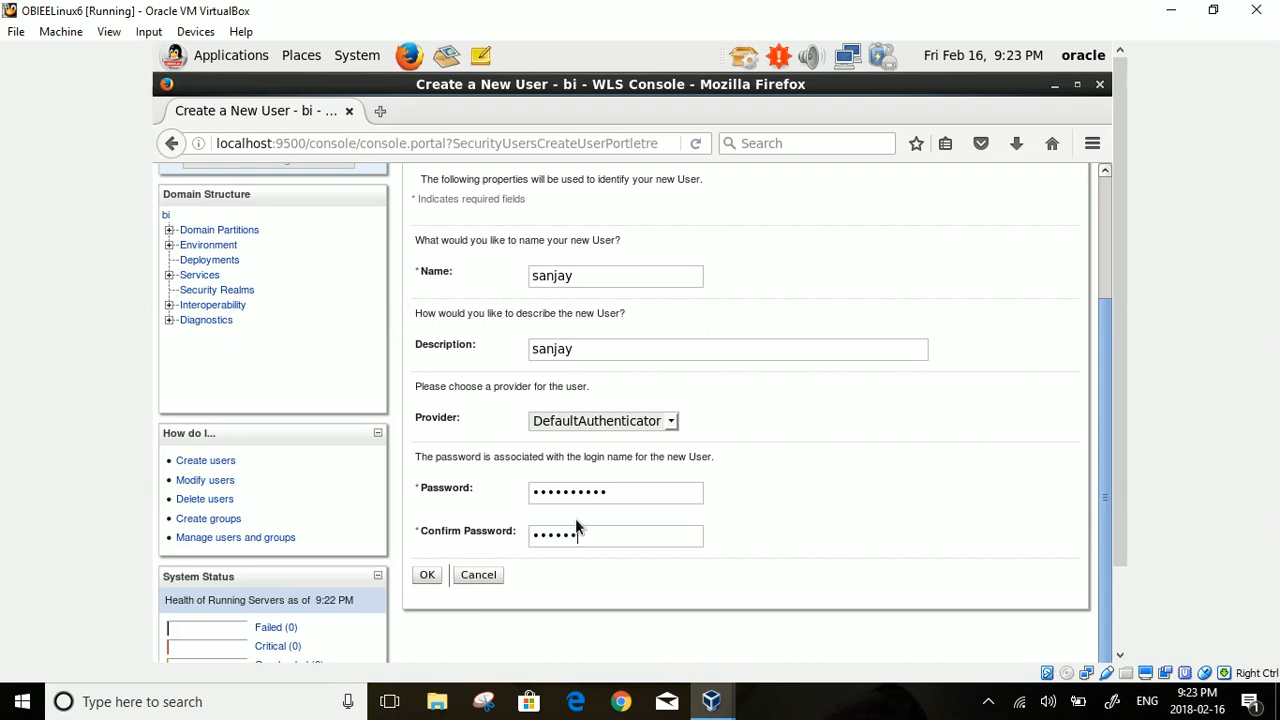 OBIEELinux6 [Running] - Oracle VM VirtualBox
File Machine View Input Devices Help
Applications Places System Fri Feb 16, 9:23 PM oracle
Create a New User - bi - WLS Console - Mozilla Firefox
Create a New User - bi - ...
localhost:9500/console/console.portal?SecurityUsersCreateUserPortletre
Search
Domain Structure
bi
Domain Partitions
Environment
Deployments
Services
Security Realms
Interoperability
Diagnostics
How do I...
Create users
Modify users
Delete users
Create groups
Manage users and groups
System Status
Health of Running Servers as of 9:22 PM
Failed (0)
Critical (0)
The following properties will be used to identify your new User.
* Indicates required fields
What would you like to name your new User?
* Name: sanjay
How would you like to describe the new User?
Description: sanjay
Please choose a provider for the user.
Provider: DefaultAuthenticator
The password is associated with the login name for the new User.
* Password: ••••••••••
* Confirm Password: ••••••
OK Cancel
Right Ctrl
Type here to search
ENG
9:23 PM
2018-02-16
1